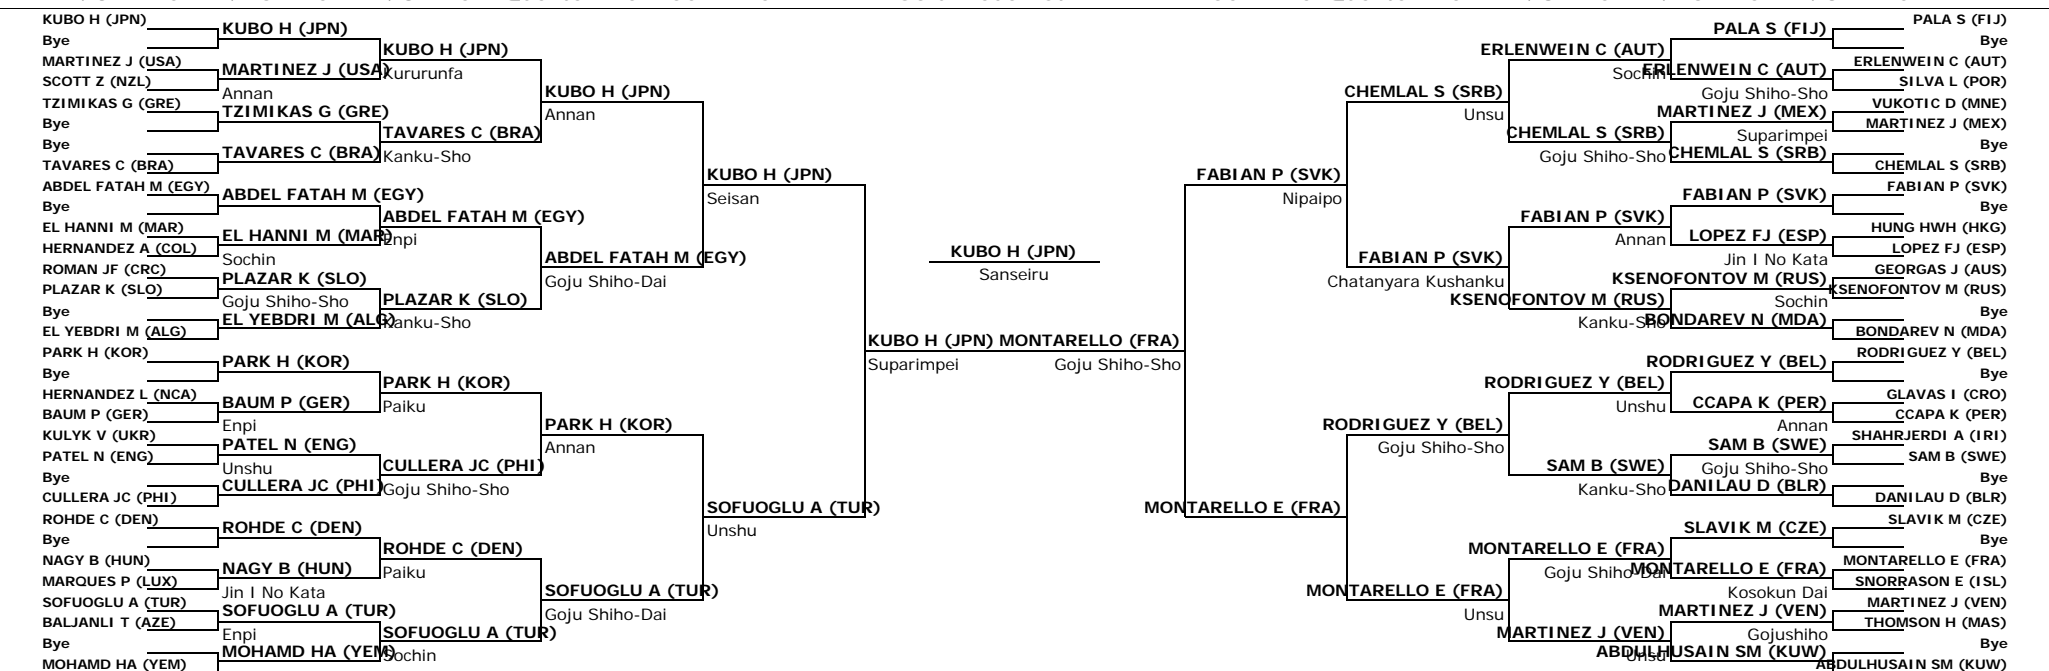 KUBO H (JPN)
Bye
MARTINEZ J (USA)
SCOTT Z (NZL)
TZIMIKAS G (GRE)
Bye
Bye
TAVARES C (BRA)
ABDEL FATAH M (EGY)
Bye
EL HANNI M (MAR)
HERNANDEZ A (COL)
ROMAN JF (CRC)
PLAZAR K (SLO)
Bye
EL YEBDRI M (ALG)
PARK H (KOR)
Bye
HERNANDEZ L (NCA)
BAUM P (GER)
KULYK V (UKR)
PATEL N (ENG)
Bye
CULLERA JC (PHI)
ROHDE C (DEN)
Bye
NAGY B (HUN)
MARQUES P (LUX)
SOFUOGLU A (TUR)
BALJANLI T (AZE)
Bye
MOHAMD HA (YEM)
KUBO H (JPN)
MARTINEZ J (USA)
Annan
TZIMIKAS G (GRE)
TAVARES C (BRA)
ABDEL FATAH M (EGY)
EL HANNI M (MAR)
Sochin
PLAZAR K (SLO)
Goju Shiho-Sho
EL YEBDRI M (ALG)
PARK H (KOR)
BAUM P (GER)
Enpi
PATEL N (ENG)
Unshu
CULLERA JC (PHI)
ROHDE C (DEN)
NAGY B (HUN)
Jin I No Kata
SOFUOGLU A (TUR)
Enpi
MOHAMD HA (YEM)
KUBO H (JPN)
Kururunfa
TAVARES C (BRA)
Kanku-Sho
ABDEL FATAH M (EGY)
Enpi
PLAZAR K (SLO)
Kanku-Sho
PARK H (KOR)
Paiku
CULLERA JC (PHI)
Goju Shiho-Sho
ROHDE C (DEN)
Paiku
SOFUOGLU A (TUR)
Sochin
KUBO H (JPN)
Annan
ABDEL FATAH M (EGY)
Goju Shiho-Dai
PARK H (KOR)
Annan
SOFUOGLU A (TUR)
Goju Shiho-Dai
KUBO H (JPN)
Seisan
SOFUOGLU A (TUR)
Unshu
KUBO H (JPN)
Suparimpei
KUBO H (JPN)
Sanseiru
MONTARELLO (FRA)
Goju Shiho-Sho
FABIAN P (SVK)
Nipaipo
MONTARELLO E (FRA)
CHEMLAL S (SRB)
Unsu
FABIAN P (SVK)
Chatanyara Kushanku
RODRIGUEZ Y (BEL)
Goju Shiho-Sho
MONTARELLO E (FRA)
Unsu
ERLENWEIN C (AUT)
Sochin
CHEMLAL S (SRB)
Goju Shiho-Sho
FABIAN P (SVK)
Annan
KSENOFONTOV M (RUS)
Kanku-Sho
RODRIGUEZ Y (BEL)
Unshu
SAM B (SWE)
Kanku-Sho
MONTARELLO E (FRA)
Goju Shiho-Dai
MARTINEZ J (VEN)
Unsu
PALA S (FIJ)
ERLENWEIN C (AUT)
Goju Shiho-Sho
MARTINEZ J (MEX)
Suparimpei
CHEMLAL S (SRB)
FABIAN P (SVK)
LOPEZ FJ (ESP)
Jin I No Kata
KSENOFONTOV M (RUS)
Sochin
BONDAREV N (MDA)
RODRIGUEZ Y (BEL)
CCAPA K (PER)
Annan
SAM B (SWE)
Goju Shiho-Sho
DANILAU D (BLR)
SLAVIK M (CZE)
MONTARELLO E (FRA)
Kosokun Dai
MARTINEZ J (VEN)
Gojushiho
ABDULHUSAIN SM (KUW)
PALA S (FIJ)
Bye
ERLENWEIN C (AUT)
SILVA L (POR)
VUKOTIC D (MNE)
MARTINEZ J (MEX)
Bye
CHEMLAL S (SRB)
FABIAN P (SVK)
Bye
HUNG HWH (HKG)
LOPEZ FJ (ESP)
GEORGAS J (AUS)
KSENOFONTOV M (RUS)
Bye
BONDAREV N (MDA)
RODRIGUEZ Y (BEL)
Bye
GLAVAS I (CRO)
CCAPA K (PER)
SHAHRJERDI A (IRI)
SAM B (SWE)
Bye
DANILAU D (BLR)
SLAVIK M (CZE)
Bye
MONTARELLO E (FRA)
SNORRASON E (ISL)
MARTINEZ J (VEN)
THOMSON H (MAS)
Bye
ABDULHUSAIN SM (KUW)